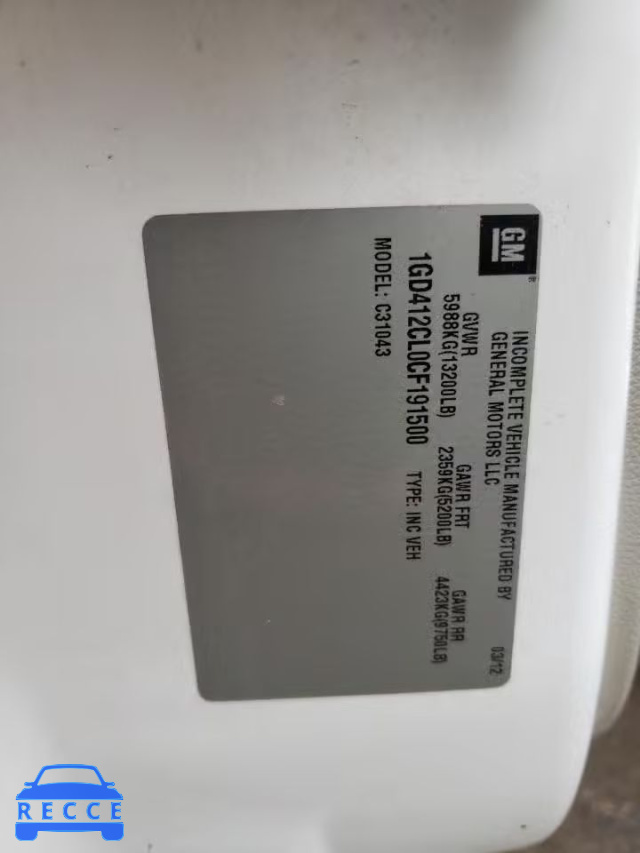 GM
®
INCOMPLETE VEHICLE MANUFACTURED BY
GENERAL MOTORS LLC
03/12
GVWR GAWR FRT GAWR RR
5988KG(13200LB) 2359KG(5200LB) 4423KG(9750LB)
1GD412CL0CF191500 TYPE: INC VEH
MODEL: C31043
RECCE